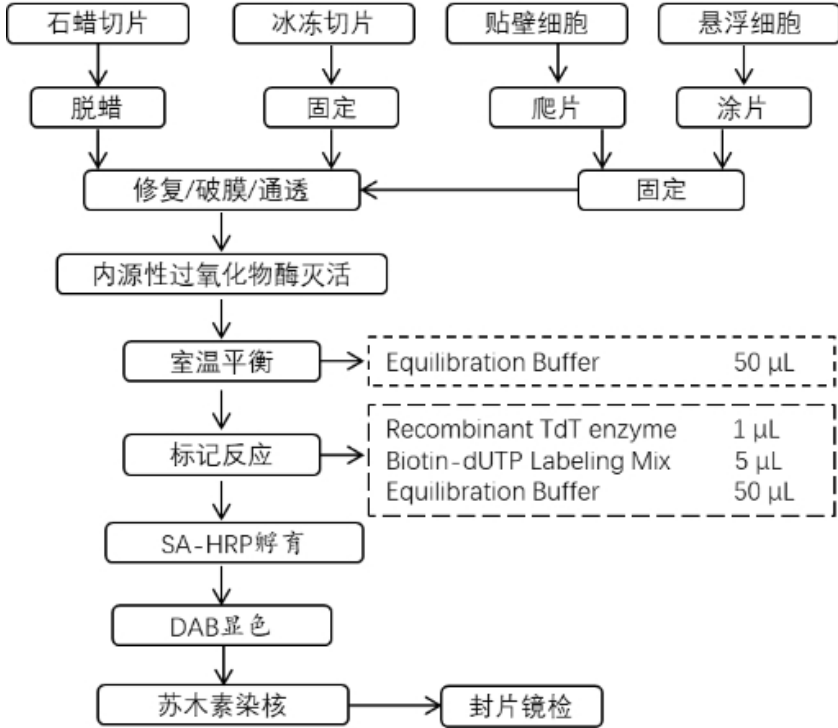 石蜡切片 冰冻切片 贴壁细胞 悬浮细胞
脱蜡 固定 爬片 涂片
修复/破膜/通透 固定
内源性过氧化物酶灭活
室温平衡 Equilibration Buffer 50 μL
Recombinant TdT enzyme 1 μL
标记反应 Biotin-dUTP Labeling Mix 5 μL
Equilibration Buffer 50 μL
SA-HRP孵育
DAB显色
苏木素染核 封片镜检